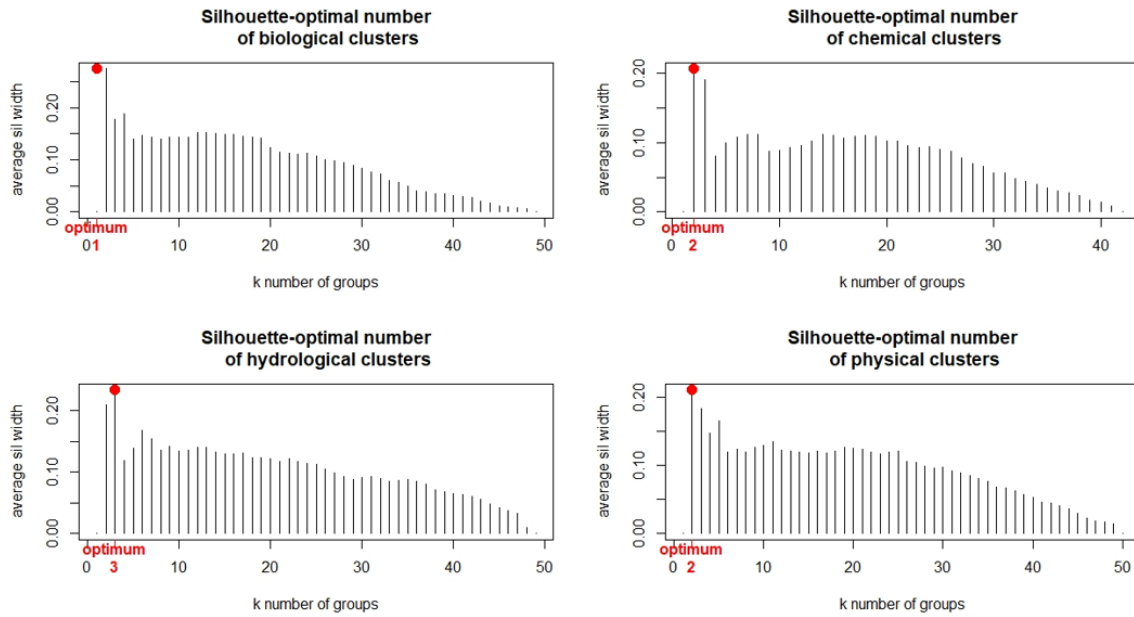 Silhouette-optimal number
of biological clusters
average sil width
0.00 0.10 0.20
optimum
1
0 10 20 30 40 50
k number of groups
Silhouette-optimal number
of chemical clusters
average sil width
0.00 0.10 0.20
optimum
2
0 10 20 30 40
k number of groups
Silhouette-optimal number
of hydrological clusters
average sil width
0.00 0.10 0.20
optimum
3
0 10 20 30 40 50
k number of groups
Silhouette-optimal number
of physical clusters
average sil width
0.00 0.10 0.20
optimum
2
0 10 20 30 40 50
k number of groups